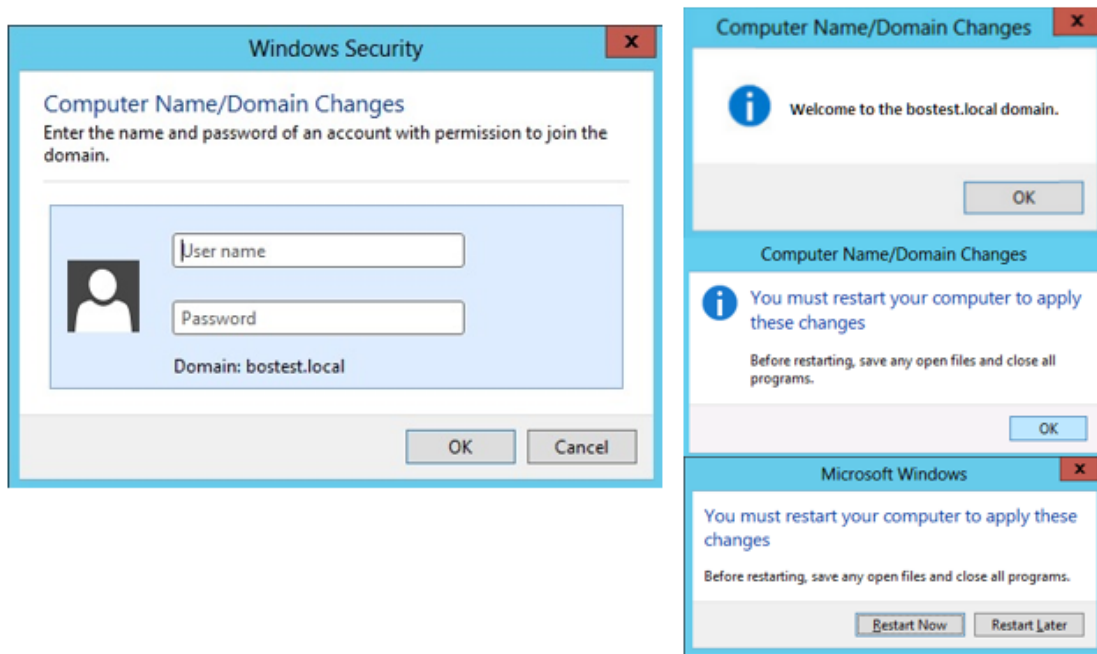 Windows Security
x
Computer Name/Domain Changes
Enter the name and password of an account with permission to join the
domain.
User name
Password
Domain: bostest.local
OK
Cancel
Computer Name/Domain Changes
x
Welcome to the bostest.local domain.
OK
Computer Name/Domain Changes
You must restart your computer to apply
these changes
Before restarting, save any open files and close all
programs.
OK
Microsoft Windows
x
You must restart your computer to apply these
changes
Before restarting, save any open files and close all programs.
Restart Now
Restart Later